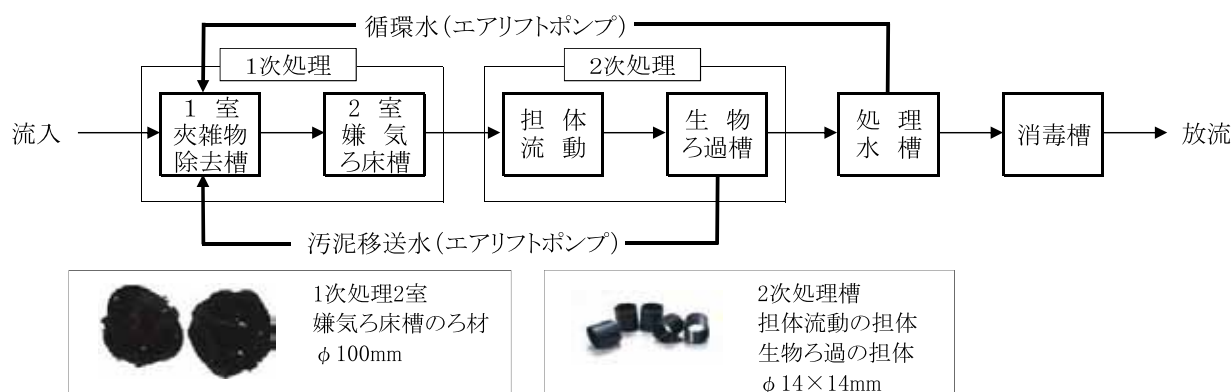 循環水（エアリフトポンプ）
1次処理
2次処理
流入
1 室
夾雑物
除去槽
2 室
嫌 気
ろ床槽
担 体
流 動
生 物
ろ過槽
処 理
水 槽
消毒槽
放流
汚泥移送水（エアリフトポンプ）
1次処理2室
嫌気ろ床槽のろ材
φ100mm
2次処理槽
担体流動の担体
生物ろ過の担体
φ14×14mm